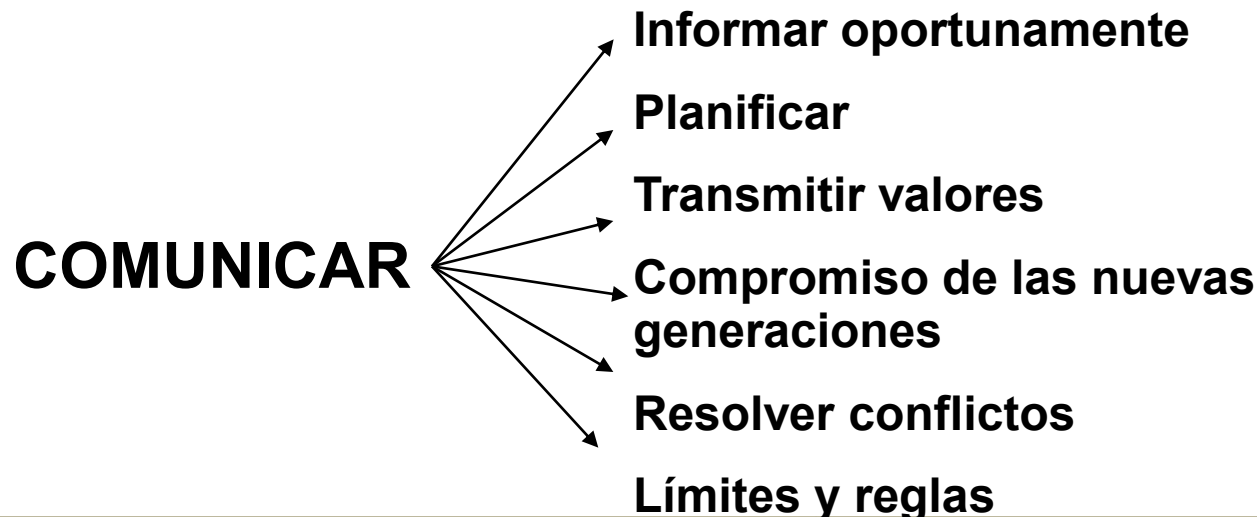 Informar oportunamente
Planificar
Transmitir valores
COMUNICAR
Compromiso de las nuevas
generaciones
Resolver conflictos
Límites y reglas